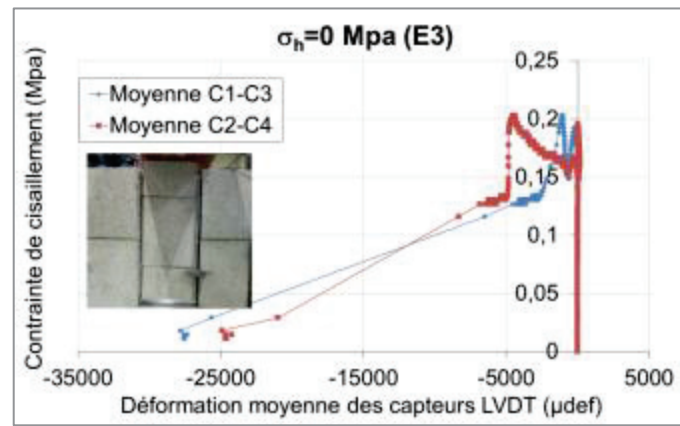 σh=0 Mpa (E3)
Contrainte de cisaillement (Mpa)
Moyenne C1-C3
Moyenne C2-C4
0,25
0,2
0,15
0,1
0,05
0
-35000 -25000 -15000 -5000 5000
Déformation moyenne des capteurs LVDT (µdef)